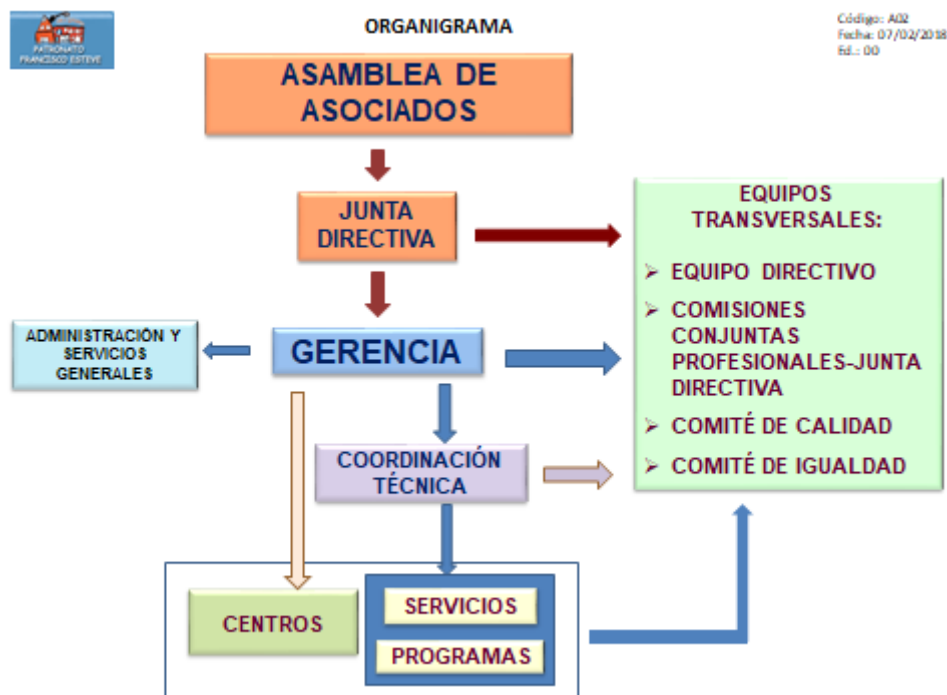 PATRONATO
FRANCISCO ESTEVE
ORGANIGRAMA
Código: A02
Fecha: 07/02/2018
Ed.: 00
ASAMBLEA DE
ASOCIADOS
JUNTA
DIRECTIVA
EQUIPOS
TRANSVERSALES:
➢ EQUIPO DIRECTIVO
➢ COMISIONES
CONJUNTAS
PROFESIONALES-JUNTA
DIRECTIVA
➢ COMITÉ DE CALIDAD
➢ COMITÉ DE IGUALDAD
ADMINISTRACIÓN Y
SERVICIOS
GENERALES
GERENCIA
COORDINACIÓN
TÉCNICA
CENTROS
SERVICIOS
PROGRAMAS